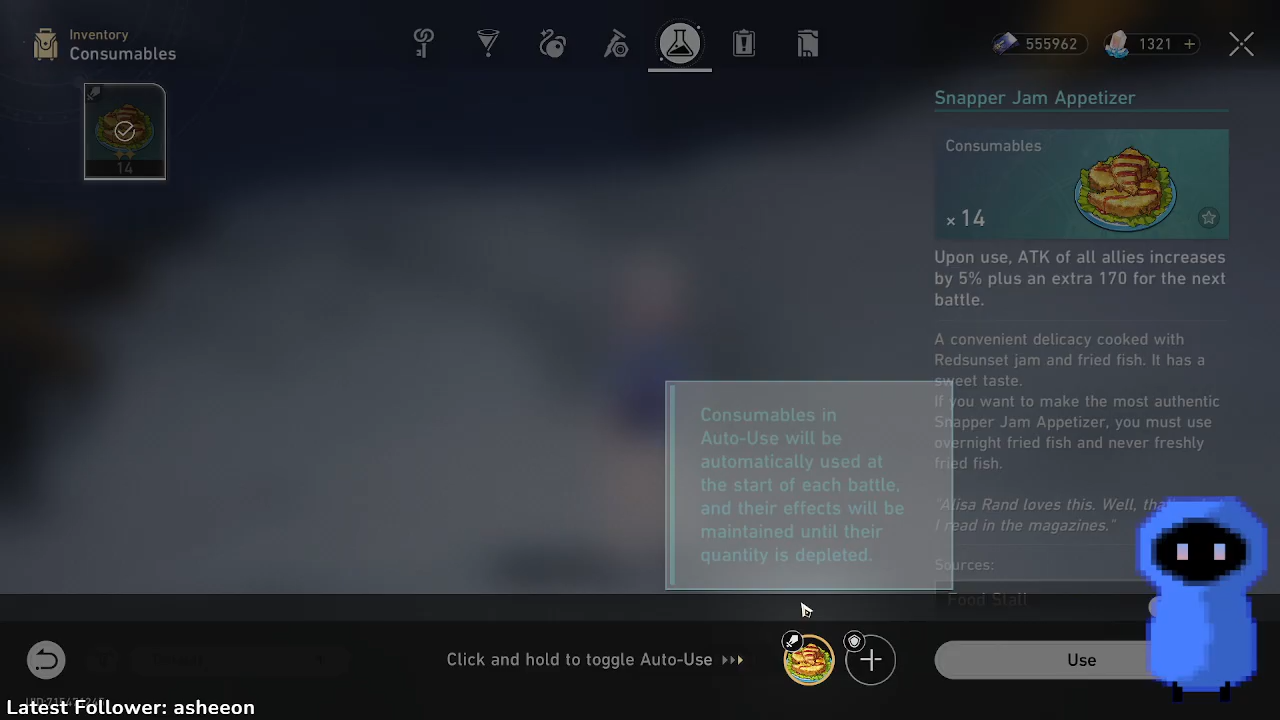 Inventory
Consumables
555962
1321 +
14
Snapper Jam Appetizer
Consumables
× 14
Upon use, ATK of all allies increases
by 5% plus an extra 170 for the next
battle.
A convenient delicacy cooked with
Redsunset jam and fried fish. It has a
sweet taste.
If you want to make the most authentic
Snapper Jam Appetizer, you must use
overnight fried fish and never freshly
fried fish.
"Alisa Rand loves this. Well,
I read in the magazines."
Sources:
Food Stall
Consumables in
Auto-Use will be
automatically used at
the start of each battle,
and their effects will be
maintained until their
quantity is depleted.
Click and hold to toggle Auto-Use
Use
Latest Follower: asheeon